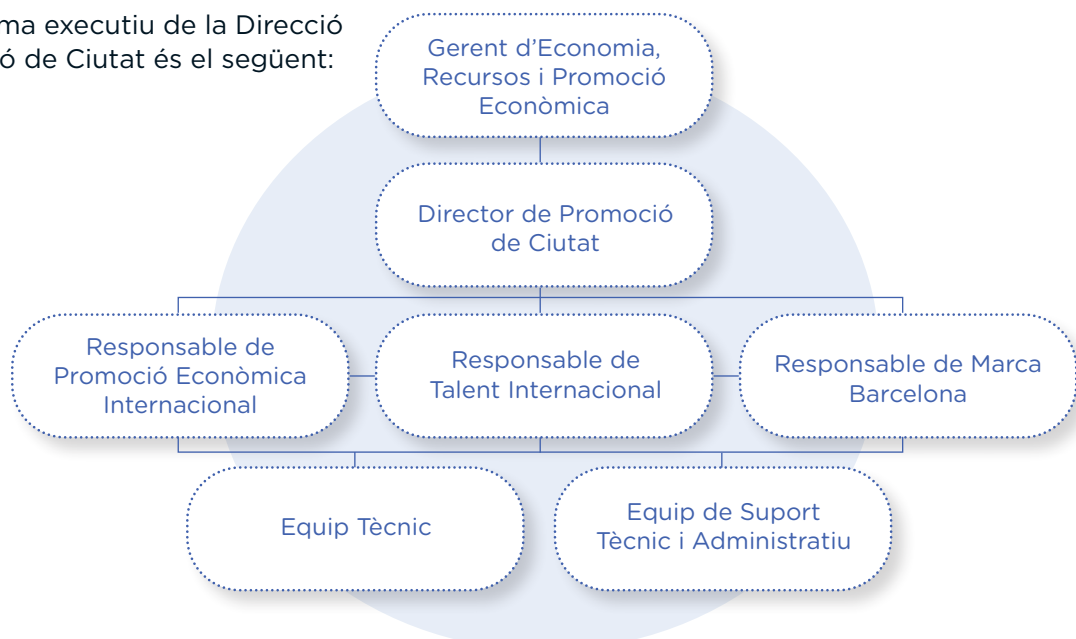 ma executiu de la Direcció
ó de Ciutat és el següent:
Gerent d’Economia,
Recursos i Promoció
Econòmica
Director de Promoció
de Ciutat
Responsable de
Promoció Econòmica
Internacional
Responsable de
Talent Internacional
Responsable de Marca
Barcelona
Equip Tècnic
Equip de Suport
Tècnic i Administratiu